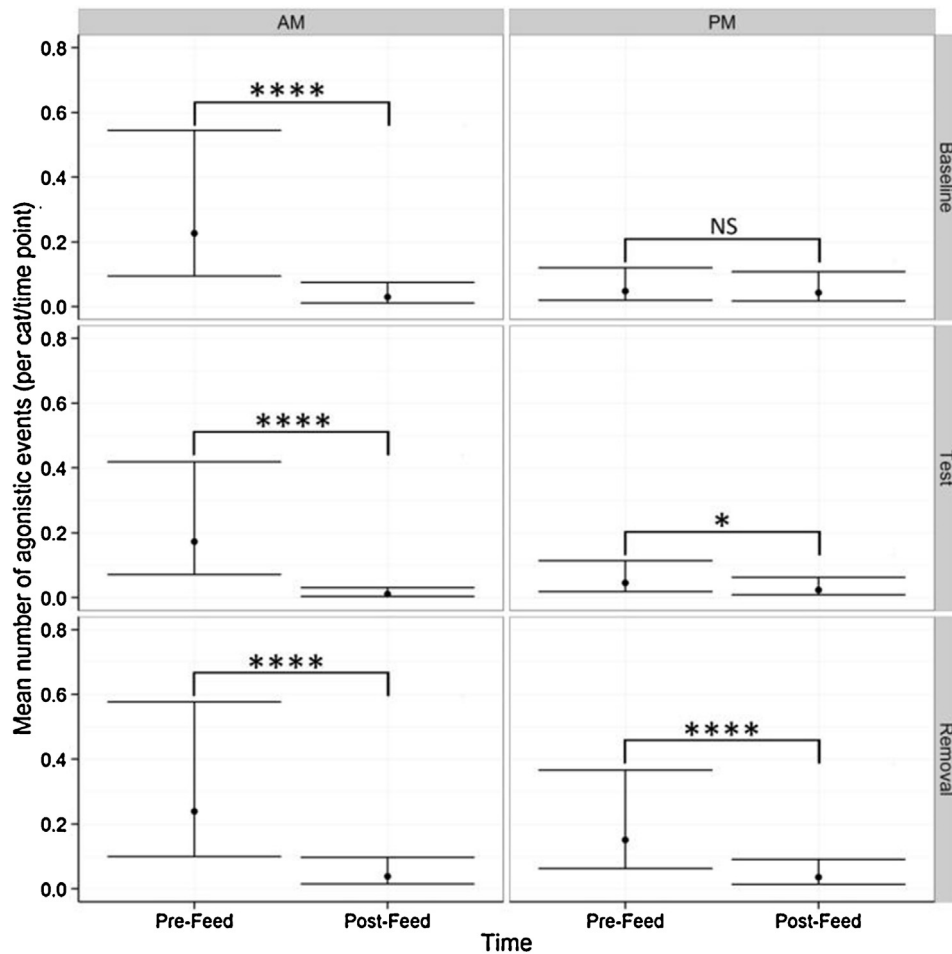 AM PM
Mean number of agonistic events (per cat/time point)
0.8
0.6
0.4
0.2
0.0
****
NS
Baseline
0.8
0.6
0.4
0.2
0.0
****
*
Test
0.8
0.6
0.4
0.2
0.0
****
****
Removal
Pre-Feed Post-Feed Pre-Feed Post-Feed
Time